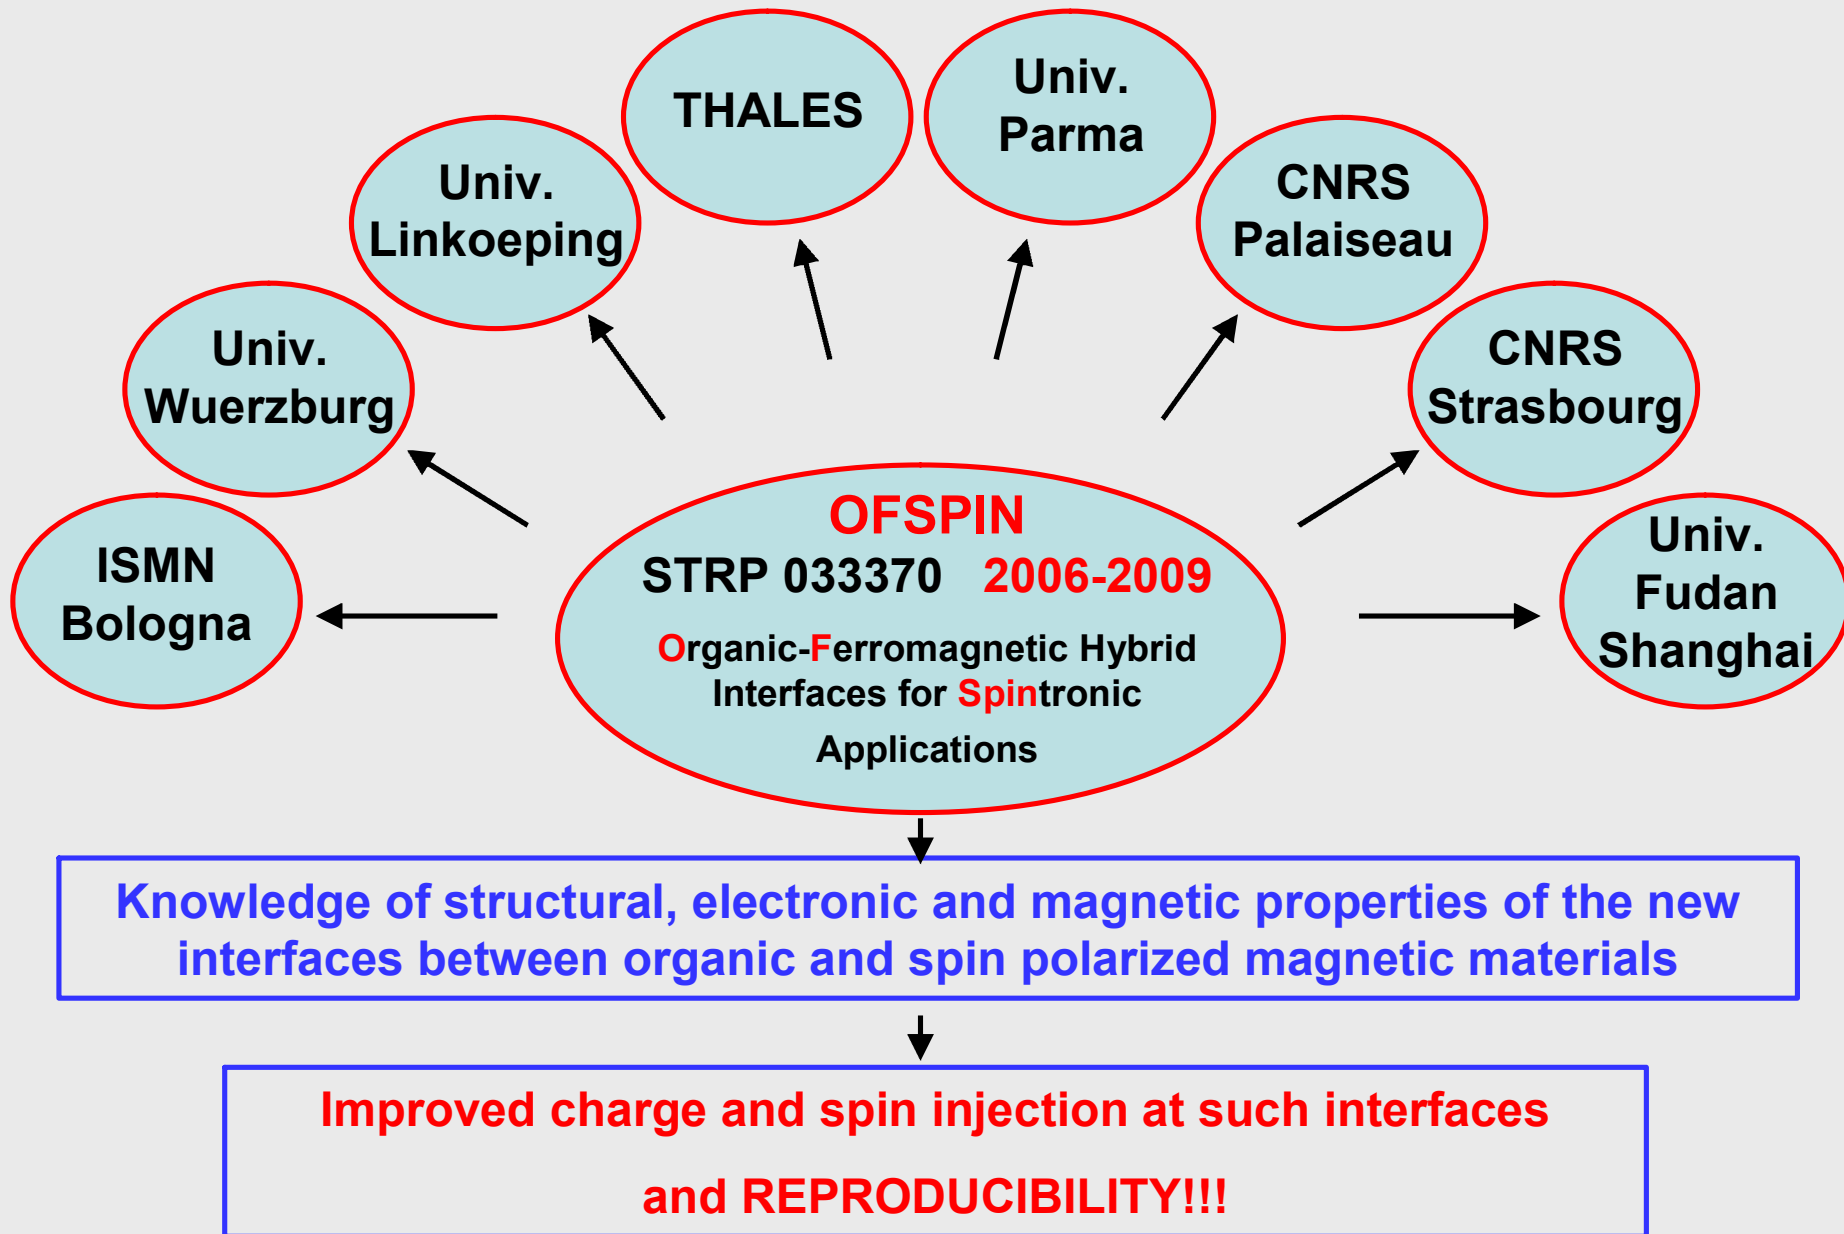 THALES
Univ.
Parma
Univ.
Linkoeping
CNRS
Palaiseau
Univ.
Wuerzburg
CNRS
Strasbourg
ISMN
Bologna
Univ.
Fudan
Shanghai
OFSPIN
STRP 033370 2006-2009
Organic-Ferromagnetic Hybrid
Interfaces for Spintronic
Applications
Knowledge of structural, electronic and magnetic properties of the new
interfaces between organic and spin polarized magnetic materials
Improved charge and spin injection at such interfaces
and REPRODUCIBILITY!!!